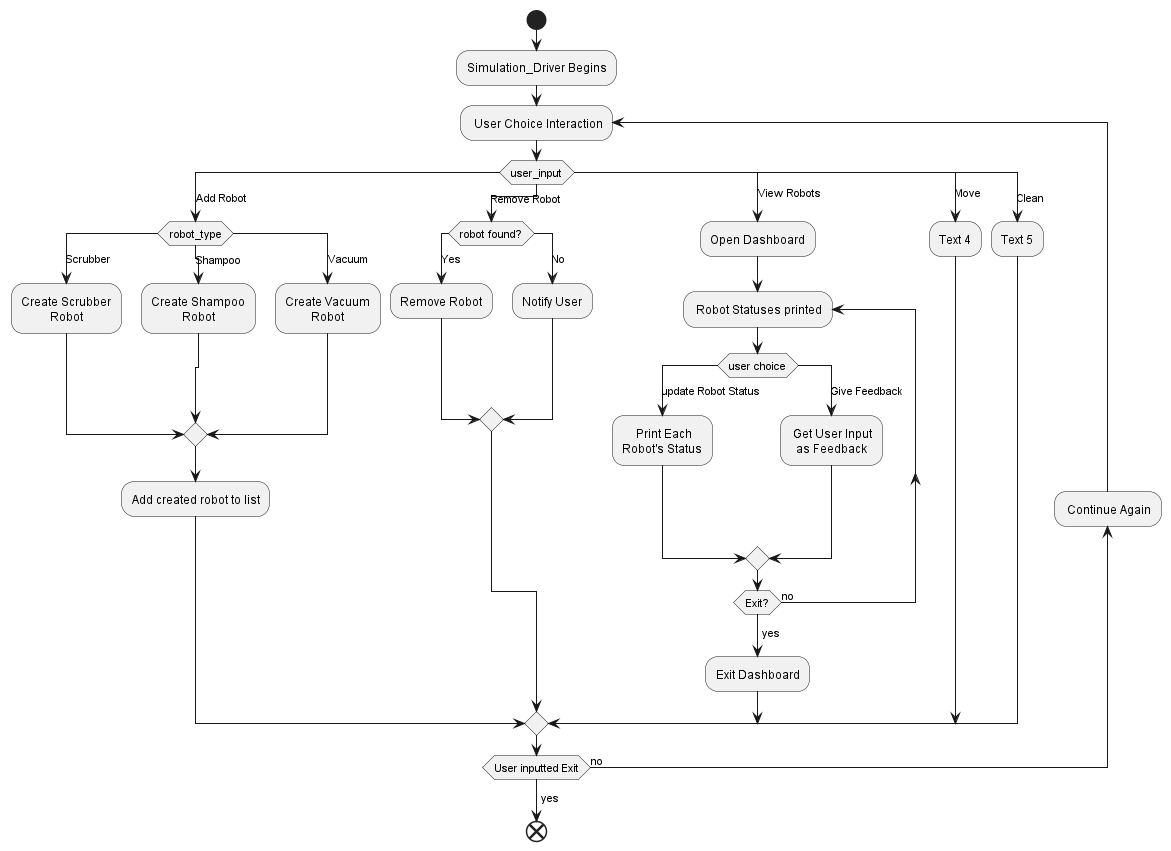 Simulation_Driver Begins
User Choice Interaction
user_input
Add Robot
Remove Robot
View Robots
Move
Clean
robot_type
robot found?
Open Dashboard
Text 4
Text 5
Scrubber
Shampoo
Vacuum
Yes
No
Create Scrubber
Robot
Create Shampoo
Robot
Create Vacuum
Robot
Remove Robot
Notify User
Robot Statuses printed
user choice
update Robot Status
Give Feedback
Print Each
Robot's Status
Get User Input
as Feedback
Add created robot to list
Continue Again
Exit?
no
yes
Exit Dashboard
User inputted Exit
no
yes